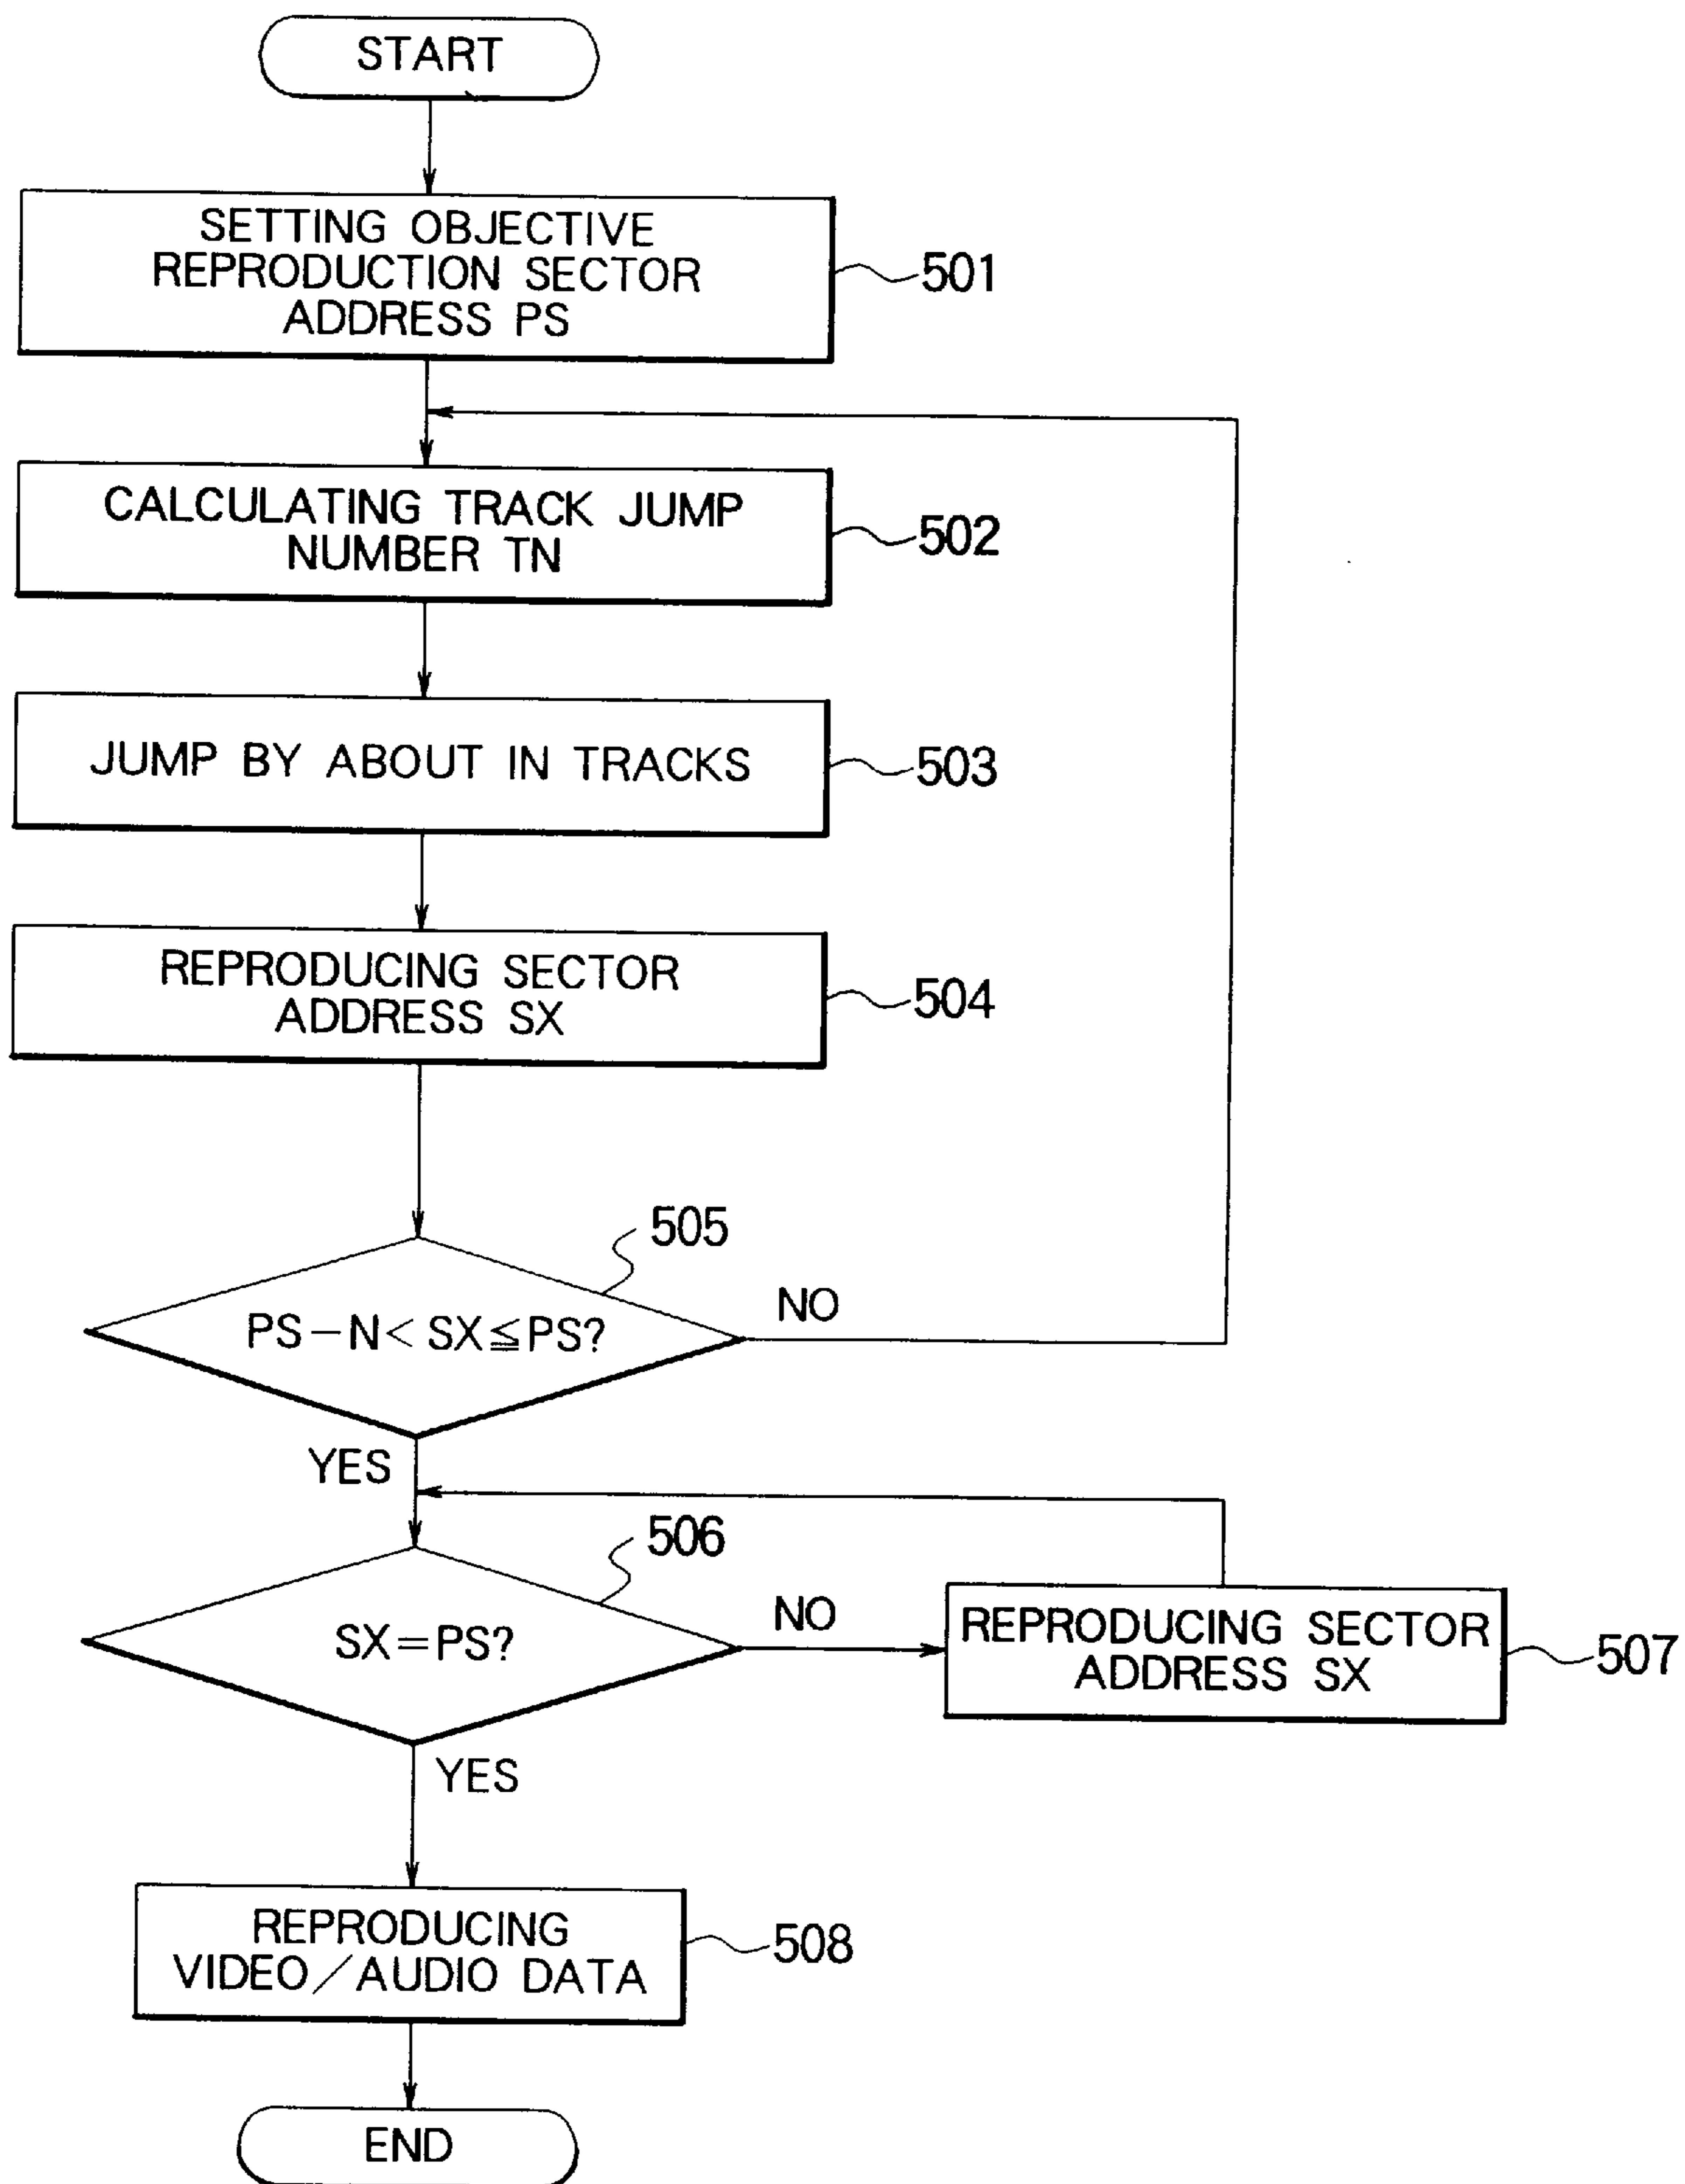 START
SETTING OBJECTIVE
REPRODUCTION SECTOR
ADDRESS PS
501
CALCULATING TRACK JUMP
NUMBER TN
502
JUMP BY ABOUT IN TRACKS
503
REPRODUCING SECTOR
ADDRESS SX
504
505
PS-N<SX≦PS?
NO
YES
506
SX=PS?
NO
REPRODUCING SECTOR
ADDRESS SX
507
YES
REPRODUCING
VIDEO/AUDIO DATA
508
END